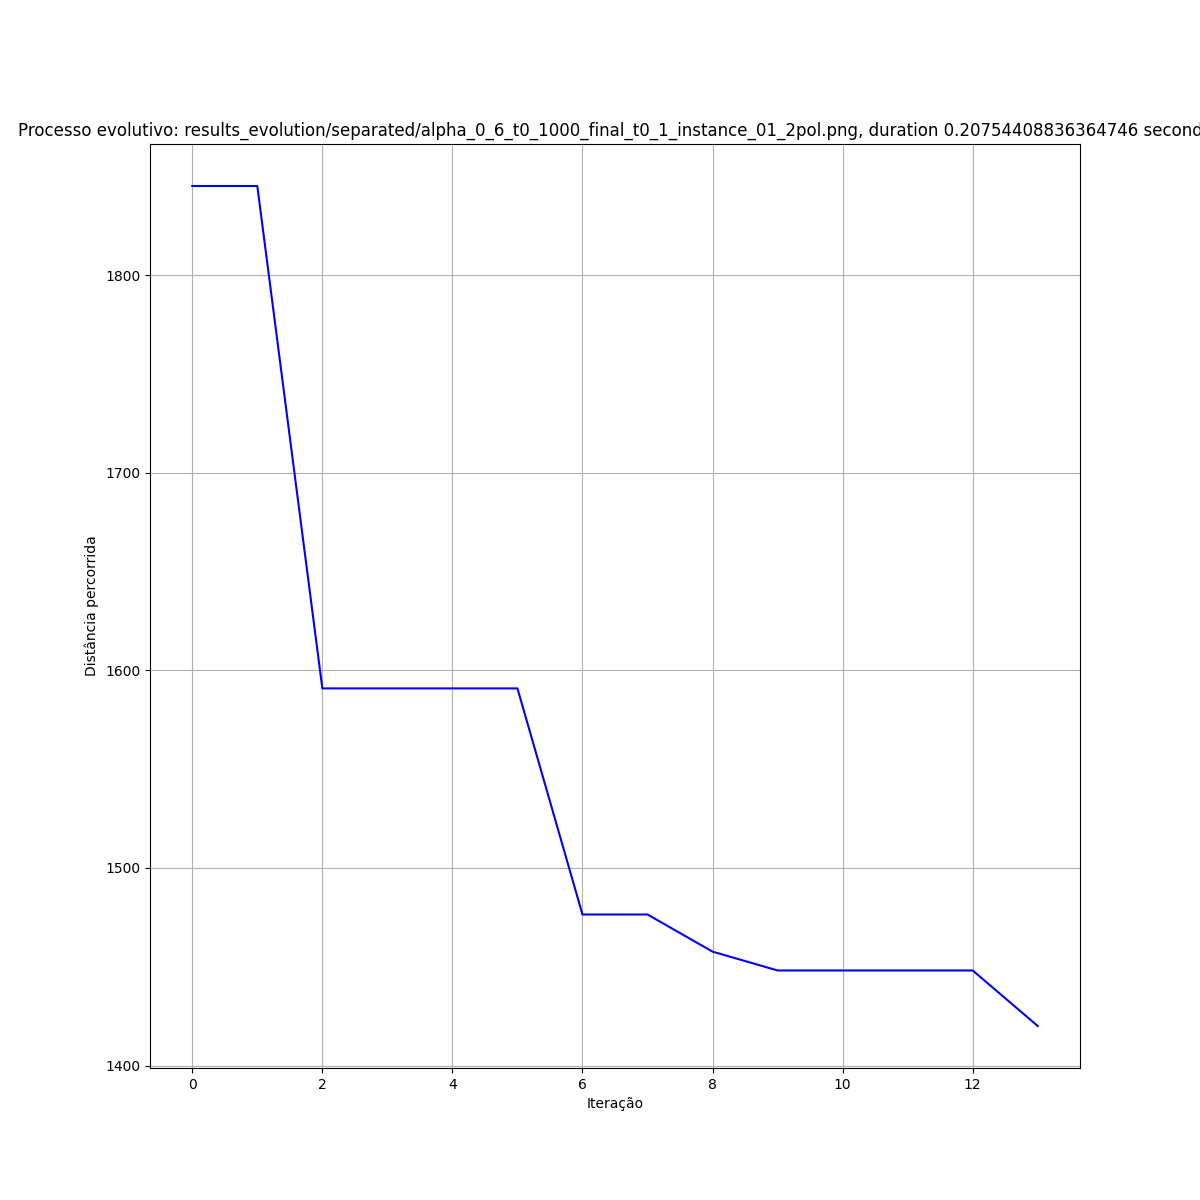 Processo evolutivo: results_evolution/separated/alpha_0_6_t0_1000_final_t0_1_instance_01_2pol.png, duration 0.20754408836364746 second
1800
1700
1600
1500
1400
Distância percorrida
0 2 4 6 8 10 12
Iteração